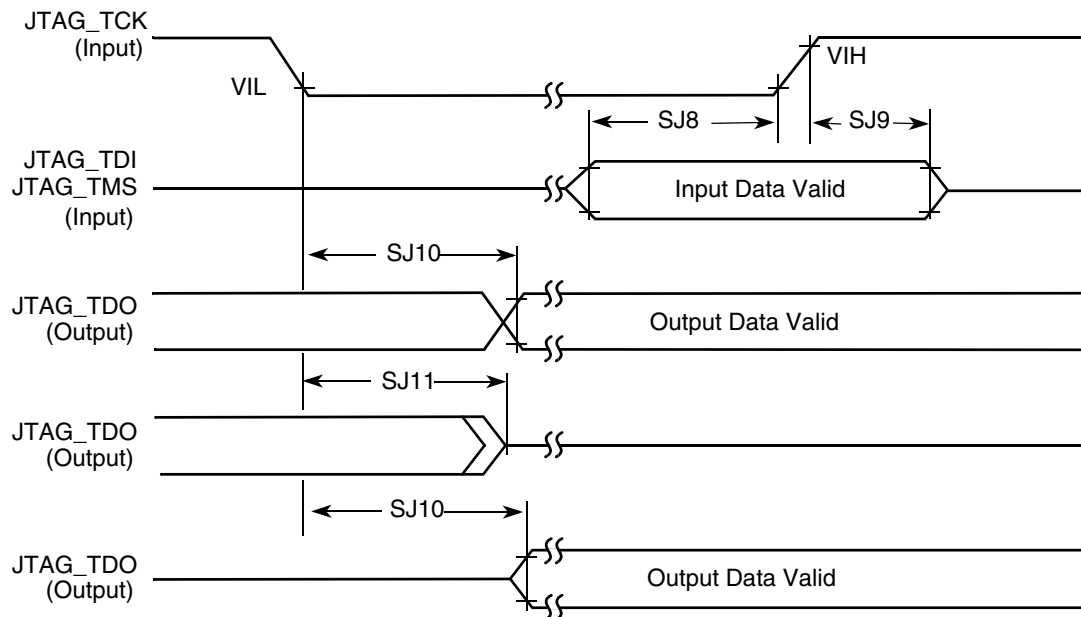 JTAG_TCK
(Input)
VIL
VIH
SJ8
SJ9
JTAG_TDI
JTAG_TMS
(Input)
Input Data Valid
SJ10
JTAG_TDO
(Output)
Output Data Valid
SJ11
JTAG_TDO
(Output)
SJ10
JTAG_TDO
(Output)
Output Data Valid